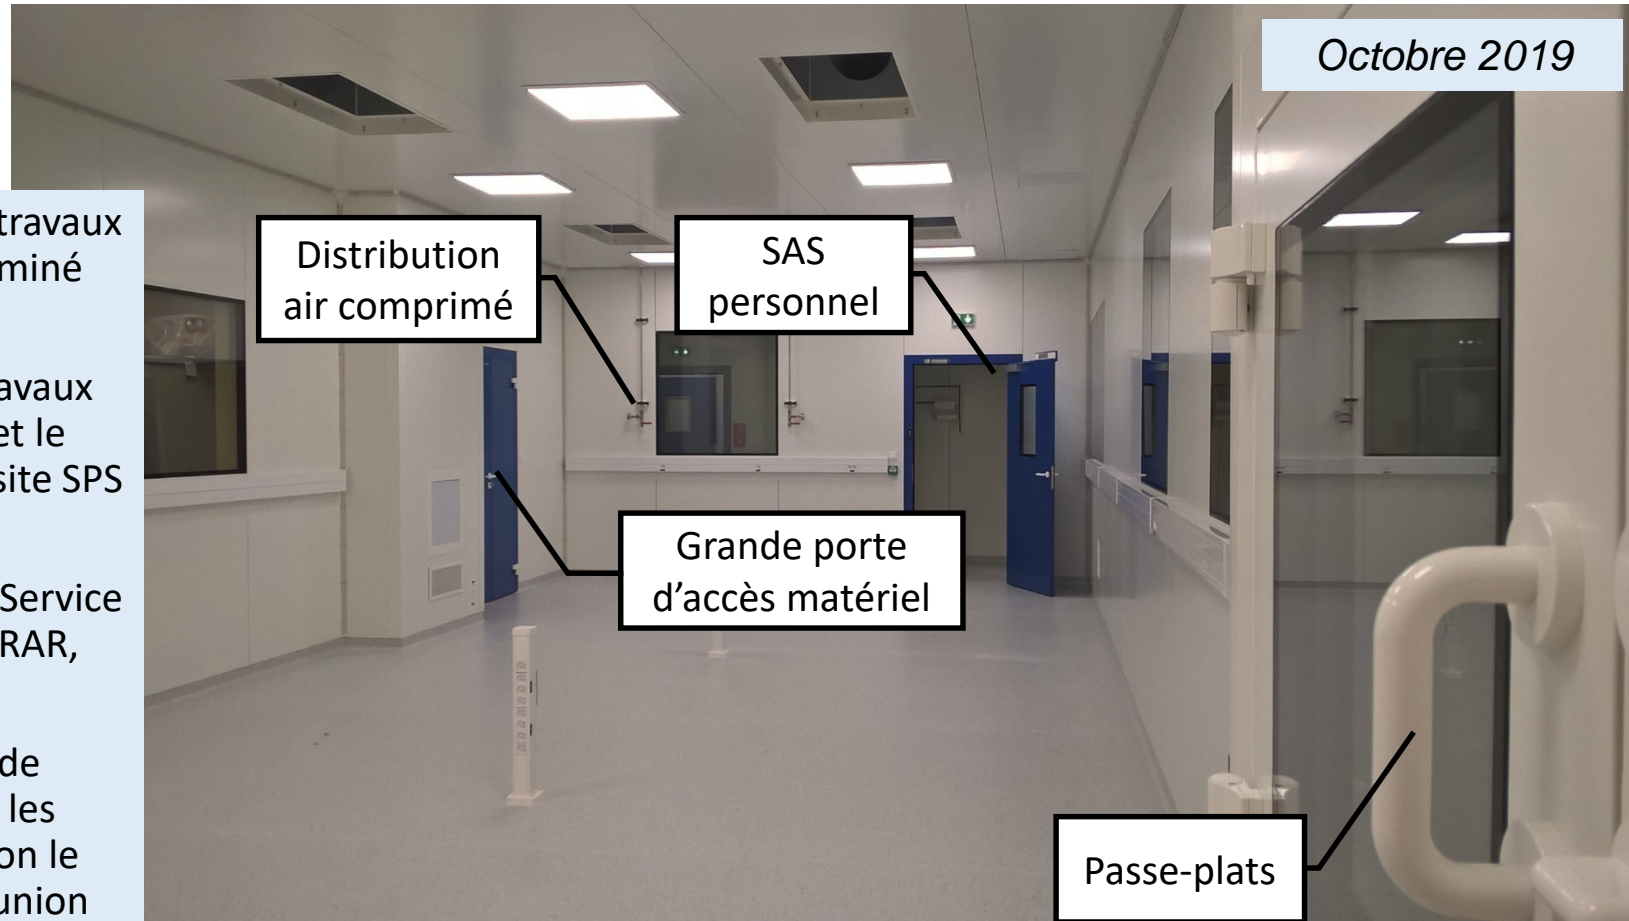 Octobre 2019
travaux
miné
avaux
et le
site SPS
Service
RAR,
de
les
on le
union
Distribution
air comprimé
SAS
personnel
Grande porte
d’accès matériel
Passe-plats